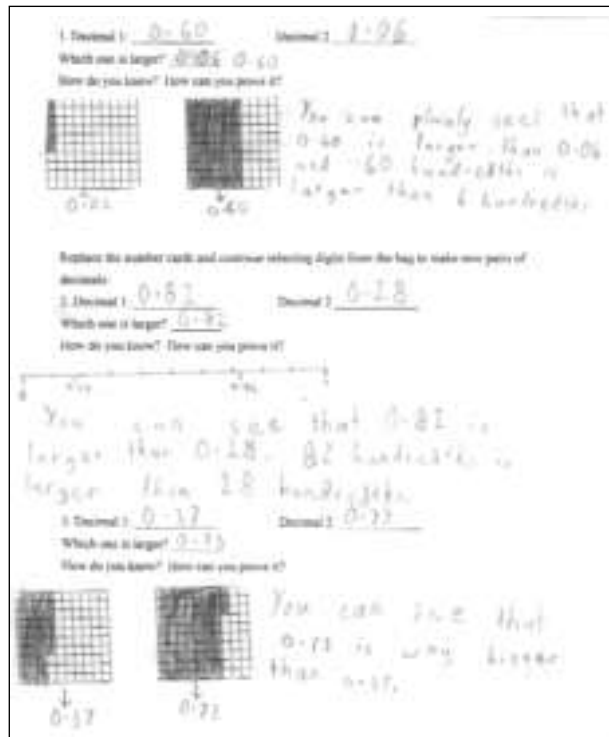 1. Decimal 1: 0.60 Decimal 2 0.06
Which one is larger? 0.60
How do you know? How can you prove it?
You can plainly see that
0.60 is larger than 0.06
and 60 hundredths is
larger than 6 hundredths
Replace the number cards and continue selecting digits from the bag to make new pairs of
decimals
2. Decimal 1 0.82 Decimal 2 0.28
Which one is larger? 0.82
How do you know? How can you prove it?
You can see that 0.82 is
larger than 0.28. 82 hundredths is
larger than 28 hundredths
3. Decimal 1 0.37 Decimal 2 0.73
Which one is larger? 0.73
How do you know? How can you prove it?
You can see that
0.73 is way bigger
than 0.37.
0.37 0.73